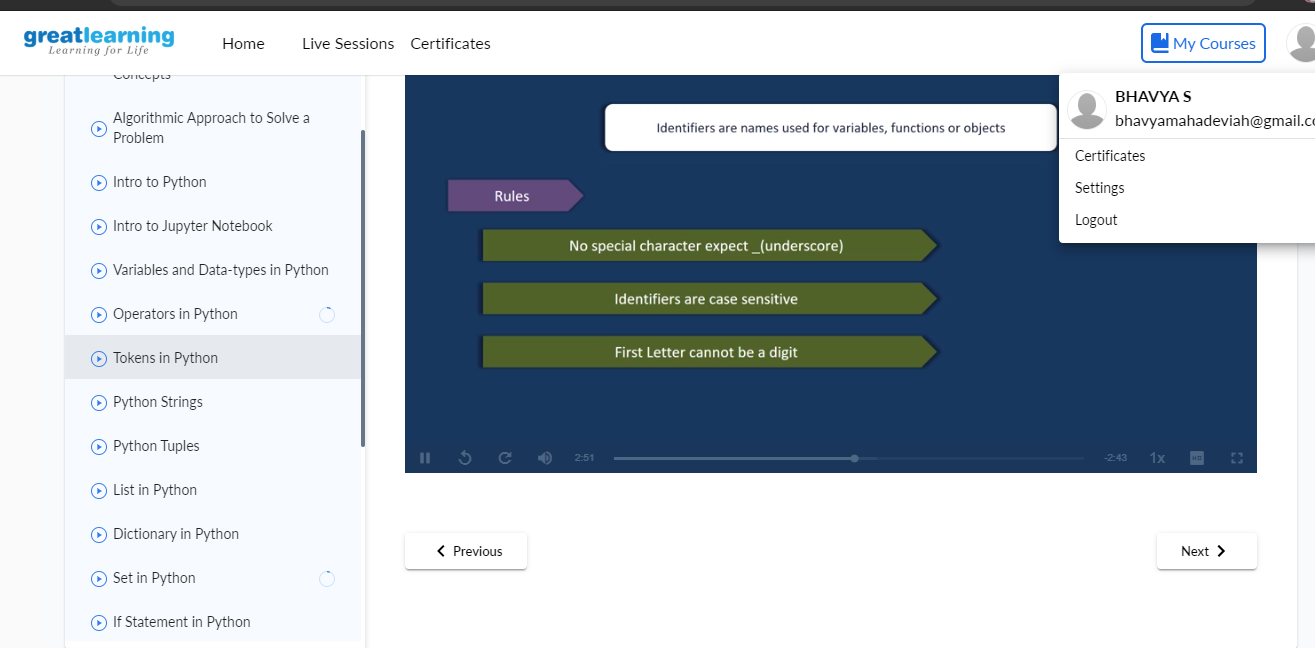 greatlearning
Learning for Life
Home
Live Sessions
Certificates
My Courses
BHAVYA S
bhavyamahadeviah@gmail.co
Certificates
Settings
Logout
Concepts
Algorithmic Approach to Solve a
Problem
Intro to Python
Intro to Jupyter Notebook
Variables and Data-types in Python
Operators in Python
Tokens in Python
Python Strings
Python Tuples
List in Python
Dictionary in Python
Set in Python
If Statement in Python
Identifiers are names used for variables, functions or objects
Rules
No special character expect _(underscore)
Identifiers are case sensitive
First Letter cannot be a digit
2:51
-2:43
1x
HD
Previous
Next